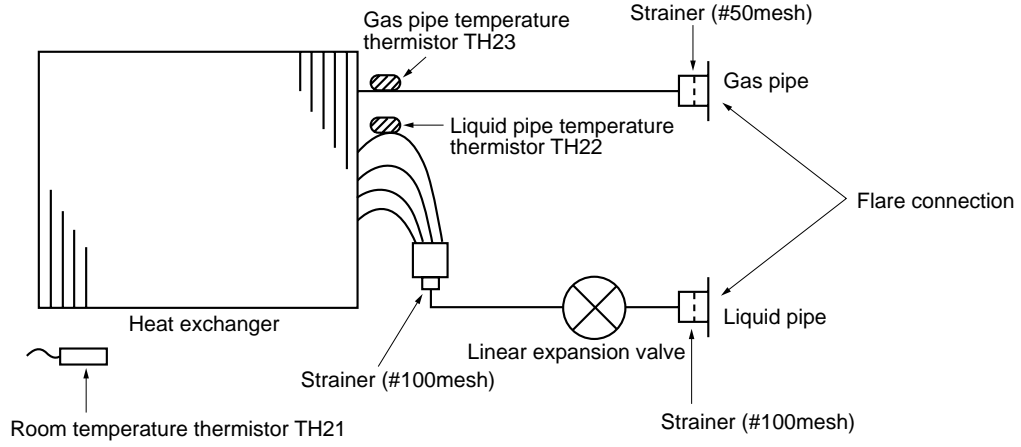 Strainer (#50mesh)
Gas pipe temperature
thermistor TH23
Gas pipe
Liquid pipe temperature
thermistor TH22
Flare connection
Heat exchanger
Liquid pipe
Linear expansion valve
Strainer (#100mesh)
Strainer (#100mesh)
Room temperature thermistor TH21